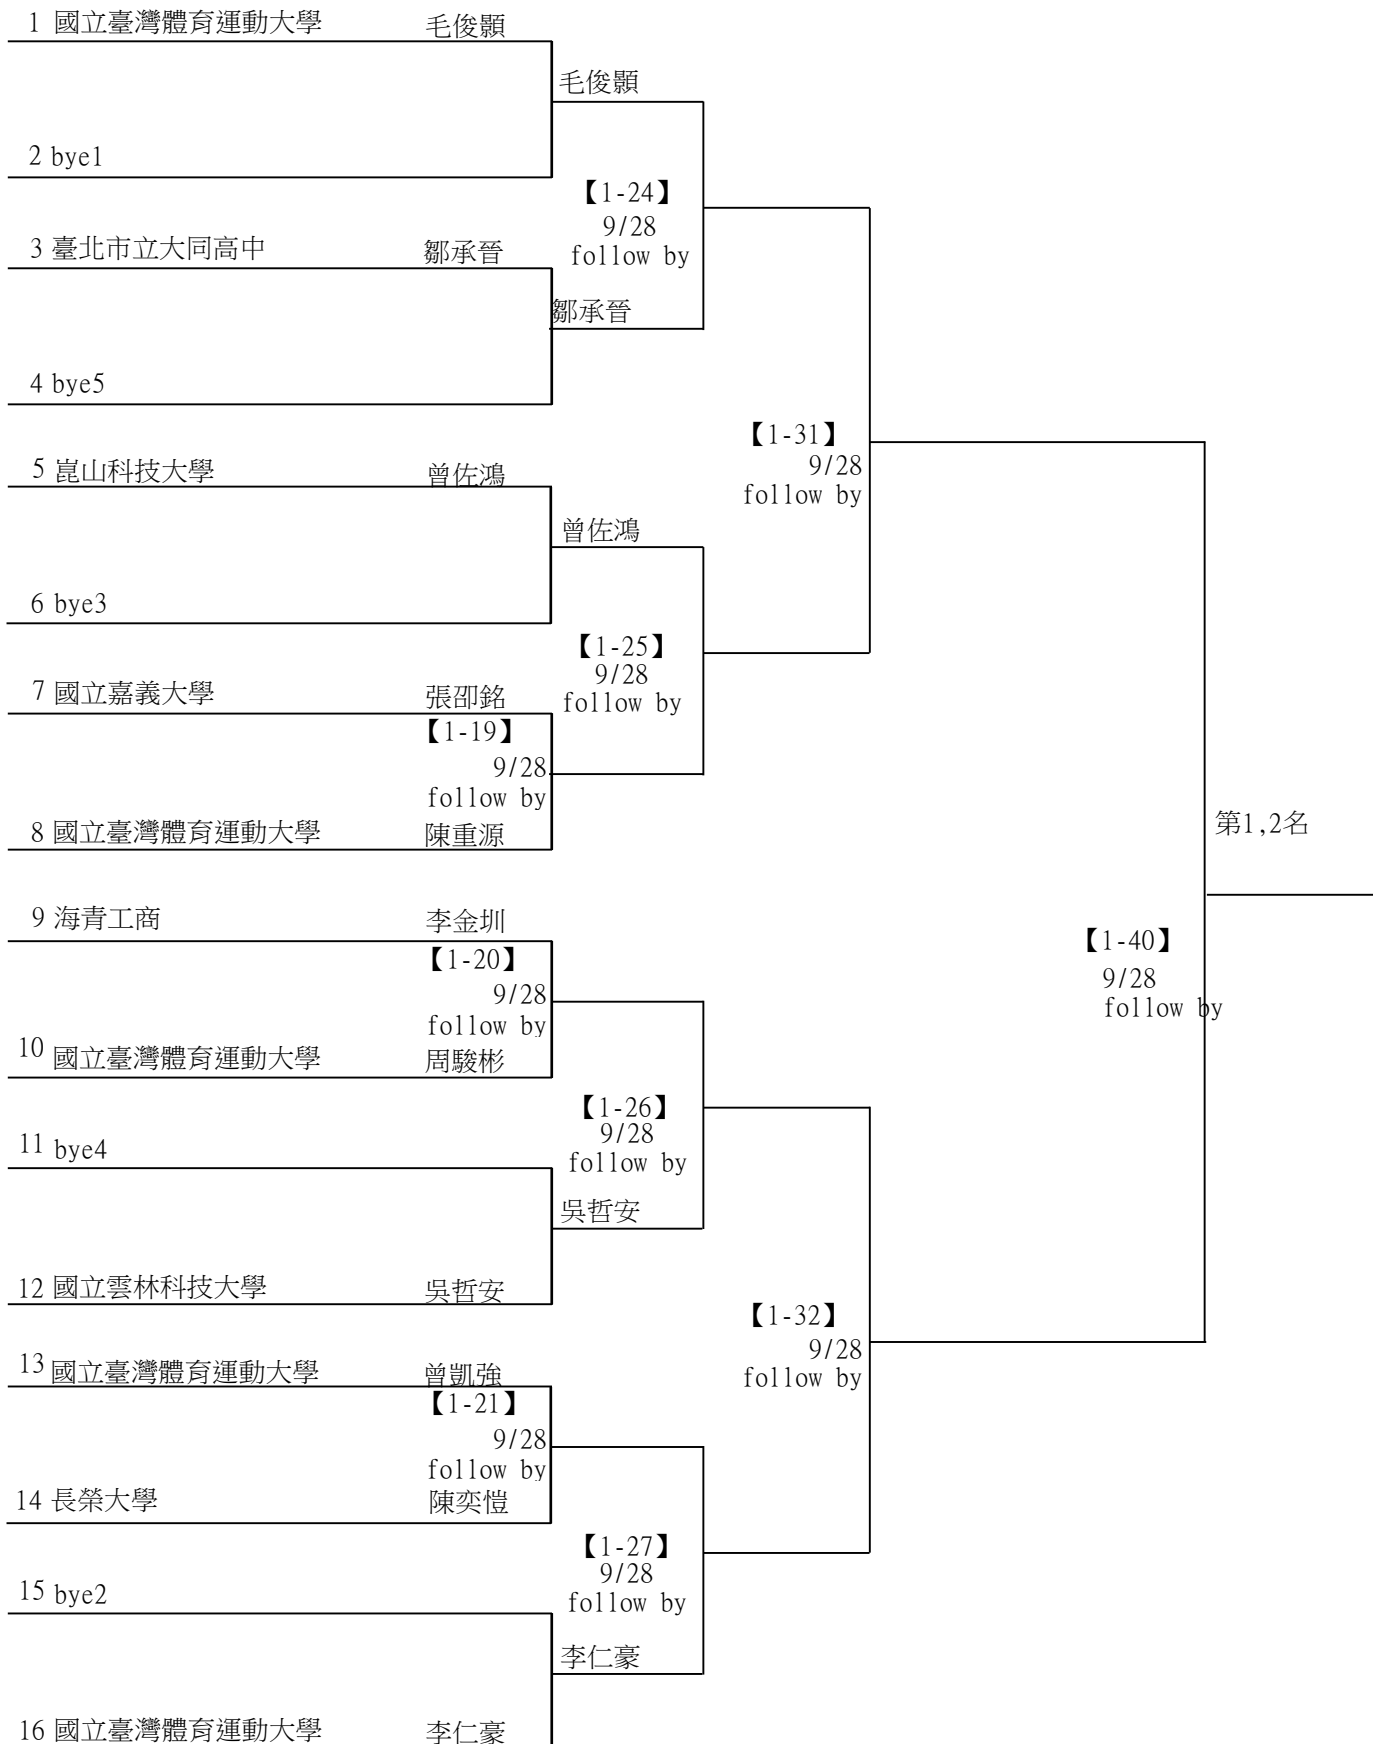 1 國立臺灣體育運動大學 毛俊顥
毛俊顥
2 bye1
【1-24】
9/28
follow by
3 臺北市立大同高中 鄒承晉
鄒承晉
4 bye5
【1-31】
9/28
follow by
5 崑山科技大學 曾佐鴻
曾佐鴻
6 bye3
【1-25】
9/28
follow by
7 國立嘉義大學 張卲銘
【1-19】
9/28
follow by
8 國立臺灣體育運動大學 陳重源
第1,2名
9 海青工商 李金圳
【1-20】
9/28
follow by
【1-40】
9/28
follow by
10 國立臺灣體育運動大學 周駿彬
【1-26】
9/28
follow by
11 bye4
吳哲安
12 國立雲林科技大學 吳哲安
【1-32】
9/28
follow by
13 國立臺灣體育運動大學 曾凱強
【1-21】
9/28
follow by
14 長榮大學 陳奕愷
【1-27】
9/28
follow by
15 bye2
李仁豪
16 國立臺灣體育運動大學 李仁豪